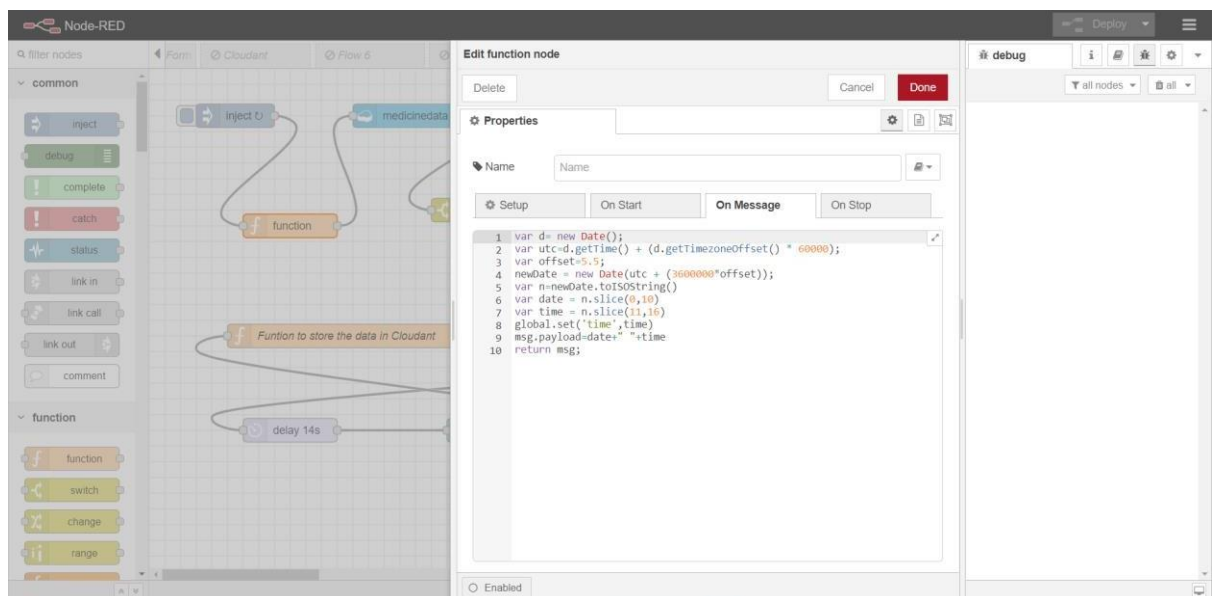 Node-RED
Deploy
filter nodes
Form
Cloudant
Flow 6
Edit function node
debug
i
common
Delete
Cancel
Done
all nodes
all
inject
inject
medicinedata
Properties
debug
complete
Name
Name
catch
Setup
On Start
On Message
On Stop
function
status
1 var d= new Date();
2 var utc=d.getTime() + (d.getTimezoneOffset() * 60000);
3 var offset=5.5;
4 newDate = new Date(utc + (3600000*offset));
5 var n=newDate.toISOString()
6 var date = n.slice(0,10)
7 var time = n.slice(11,16)
8 global.set('time',time)
9 msg.payload=date+" "+time
10 return msg;
link in
link call
link out
Funtion to store the data in Cloudant
comment
function
delay 14s
function
switch
change
range
Enabled